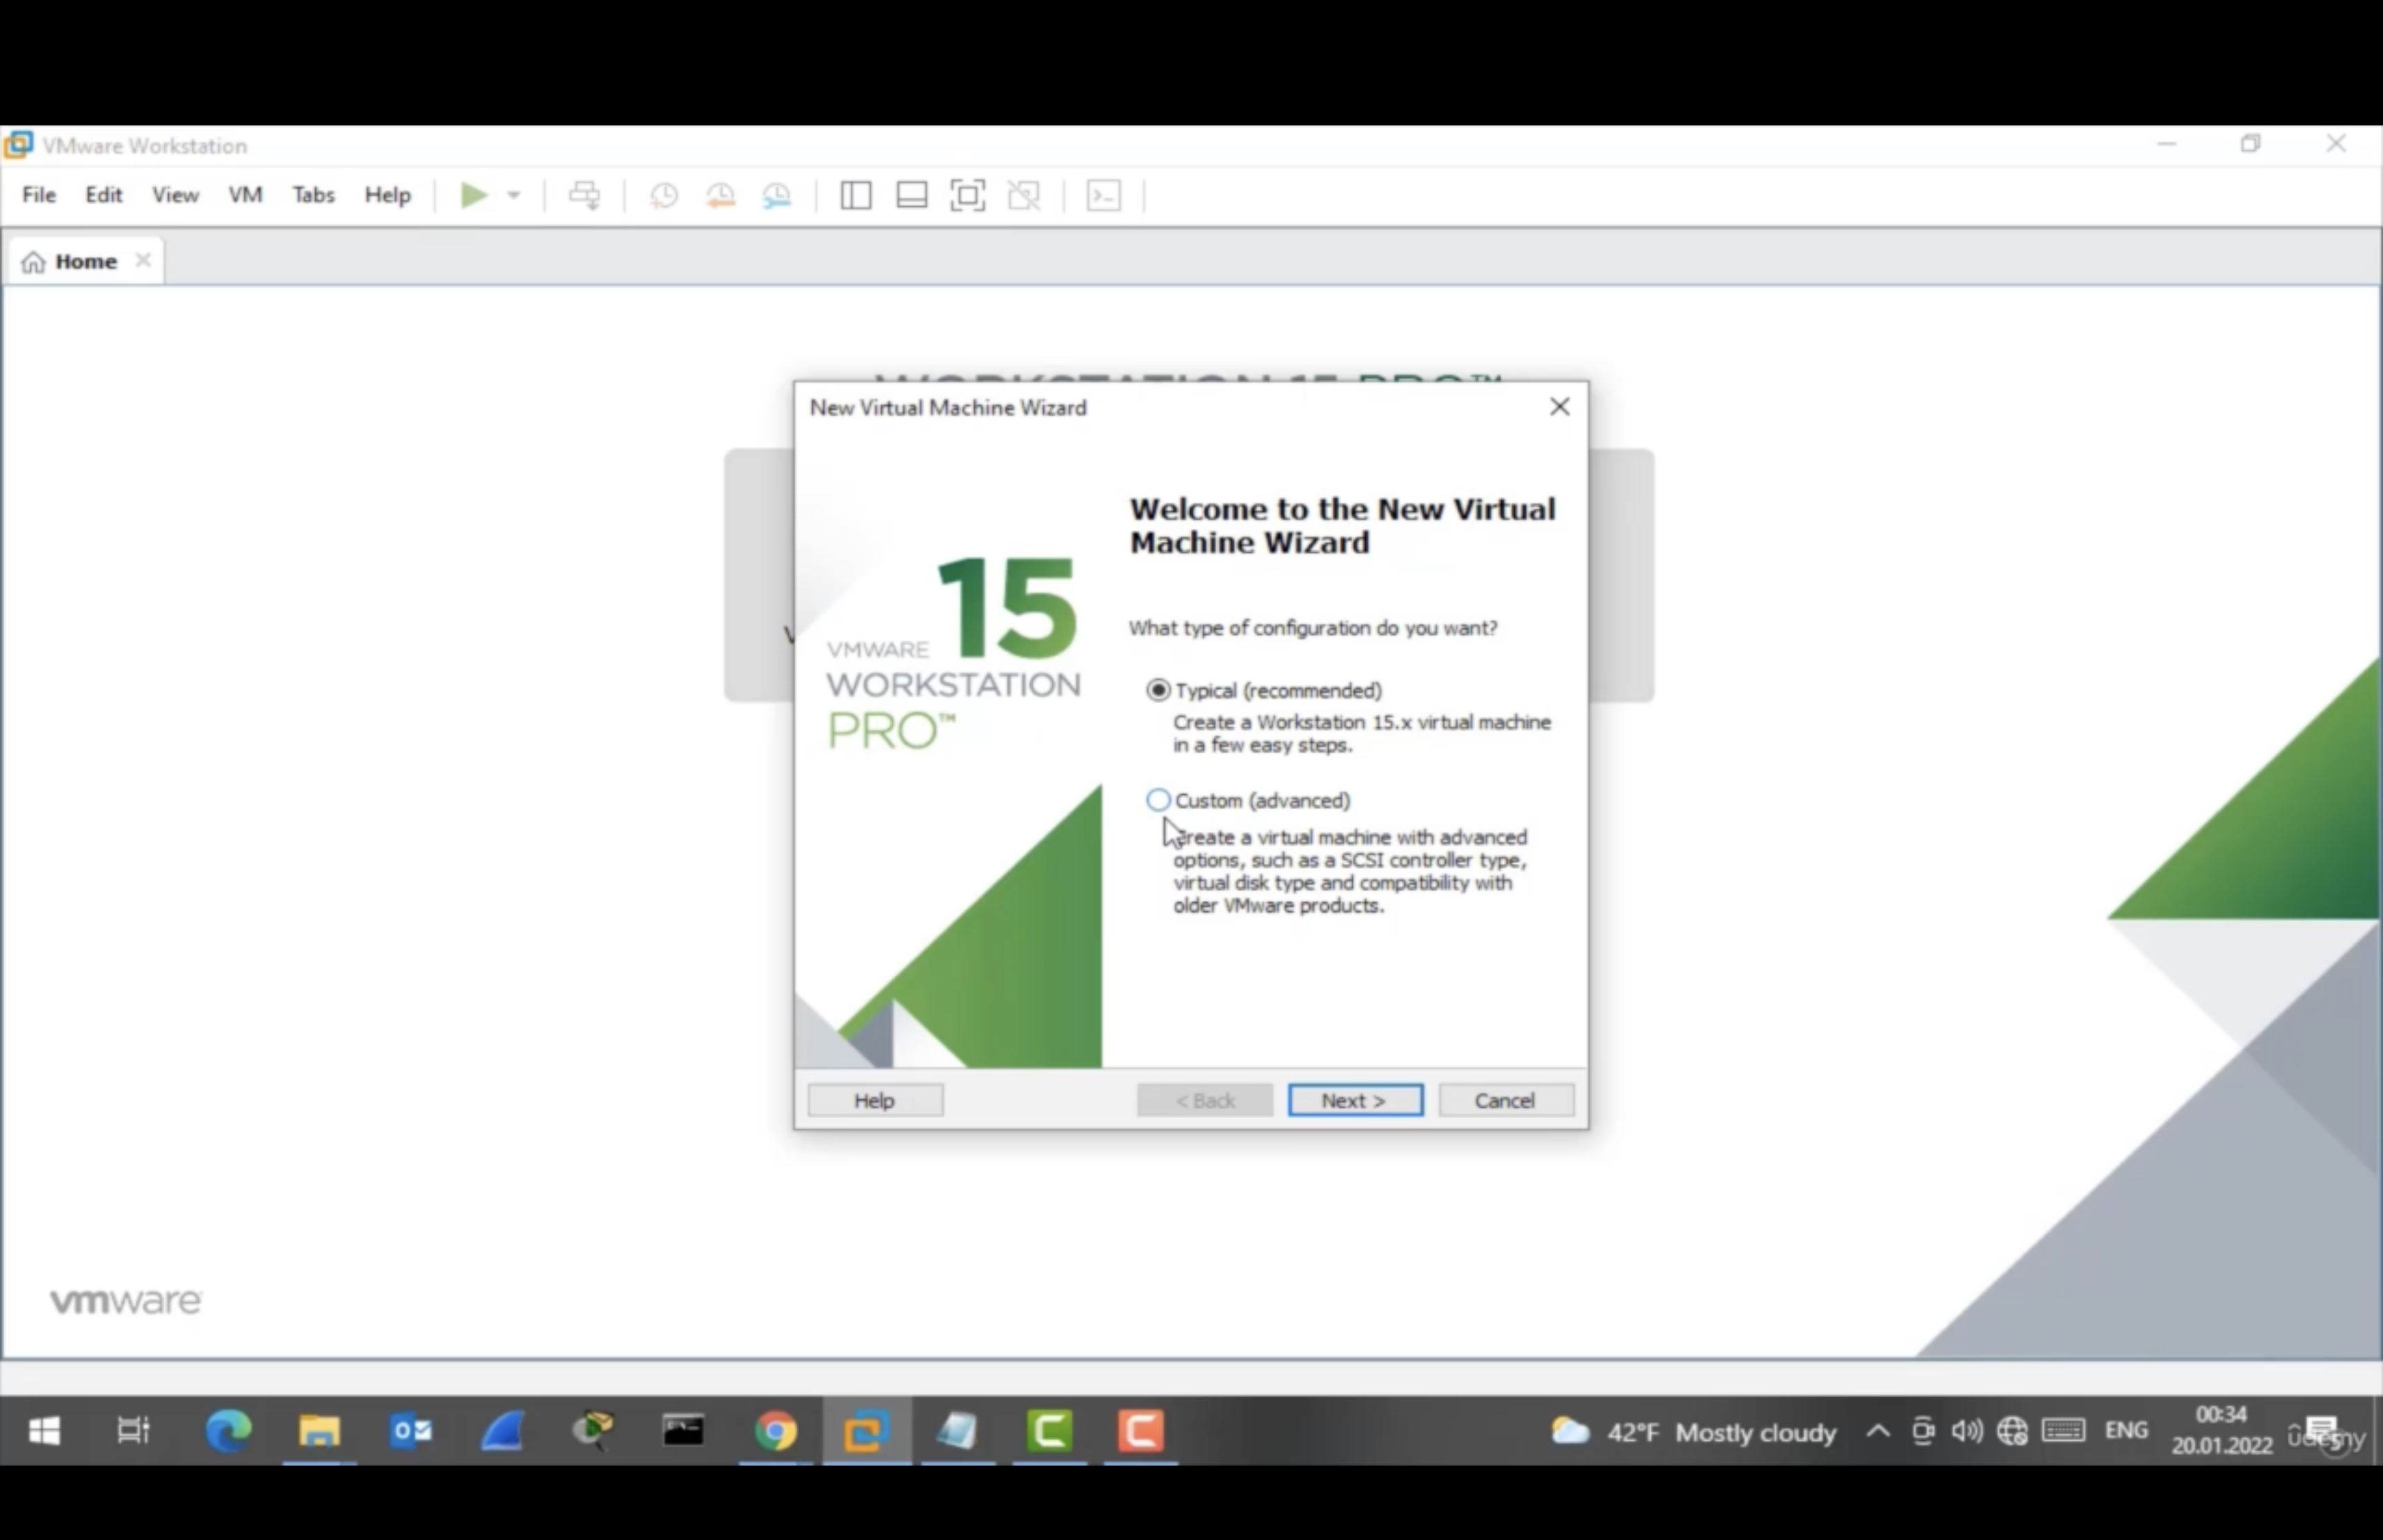 VMware Workstation
File Edit View VM Tabs Help
Home
WORKSTATION 15 PRO™
New Virtual Machine Wizard
Welcome to the New Virtual
Machine Wizard
15
VMWARE
WORKSTATION
PRO™
What type of configuration do you want?
Typical (recommended)
Create a Workstation 15.x virtual machine
in a few easy steps.
Custom (advanced)
Create a virtual machine with advanced
options, such as a SCSI controller type,
virtual disk type and compatibility with
older VMware products.
Help < Back Next > Cancel
vmware
42°F Mostly cloudy ENG
00:34
20.01.2022
udemy